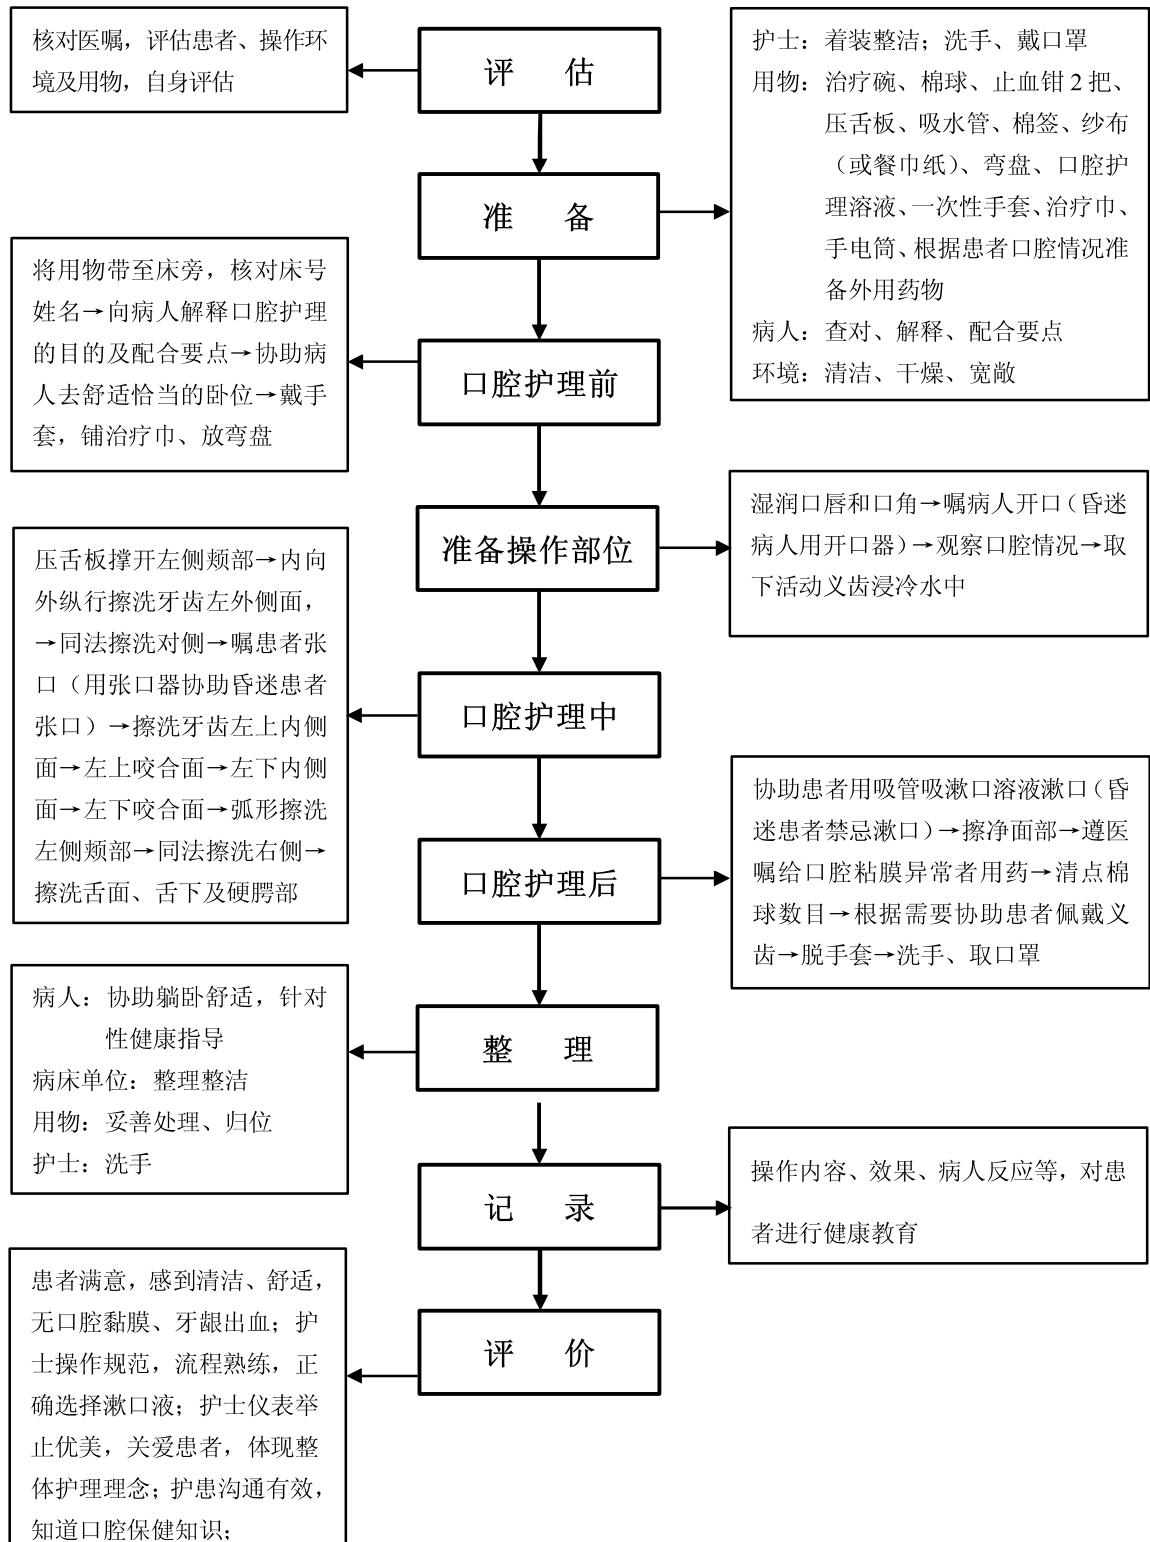 核对医嘱，评估患者、操作环
境及用物，自身评估
评 估
护士：着装整洁；洗手、戴口罩
用物：治疗碗、棉球、止血钳 2 把、
压舌板、吸水管、棉签、纱布
（或餐巾纸）、弯盘、口腔护
理溶液、一次性手套、治疗巾、
手电筒、根据患者口腔情况准
备外用药物
病人：查对、解释、配合要点
环境：清洁、干燥、宽敞
准 备
将用物带至床旁，核对床号
姓名→向病人解释口腔护理
的目的及配合要点→协助病
人去舒适恰当的卧位→戴手
套，铺治疗巾、放弯盘
口腔护理前
准备操作部位
湿润口唇和口角→嘱病人开口（昏迷
病人用开口器）→观察口腔情况→取
下活动义齿浸冷水中
压舌板撑开左侧颊部→内向
外纵行擦洗牙齿左外侧面，
→同法擦洗对侧→嘱患者张
口（用张口器协助昏迷患者
张口）→擦洗牙齿左上内侧
面→左上咬合面→左下内侧
面→左下咬合面→弧形擦洗
左侧颊部→同法擦洗右侧→
擦洗舌面、舌下及硬腭部
口腔护理中
口腔护理后
协助患者用吸管吸漱口溶液漱口（昏
迷患者禁忌漱口）→擦净面部→遵医
嘱给口腔粘膜异常者用药→清点棉
球数目→根据需要协助患者佩戴义
齿→脱手套→洗手、取口罩
病人：协助躺卧舒适，针对
性健康指导
病床单位：整理整洁
用物：妥善处理、归位
护士：洗手
整 理
记 录
操作内容、效果、病人反应等，对患
者进行健康教育
患者满意，感到清洁、舒适，
无口腔黏膜、牙龈出血；护
士操作规范，流程熟练，正
确选择漱口液；护士仪表举
止优美，关爱患者，体现整
体护理理念；护患沟通有效，
知道口腔保健知识；
评 价